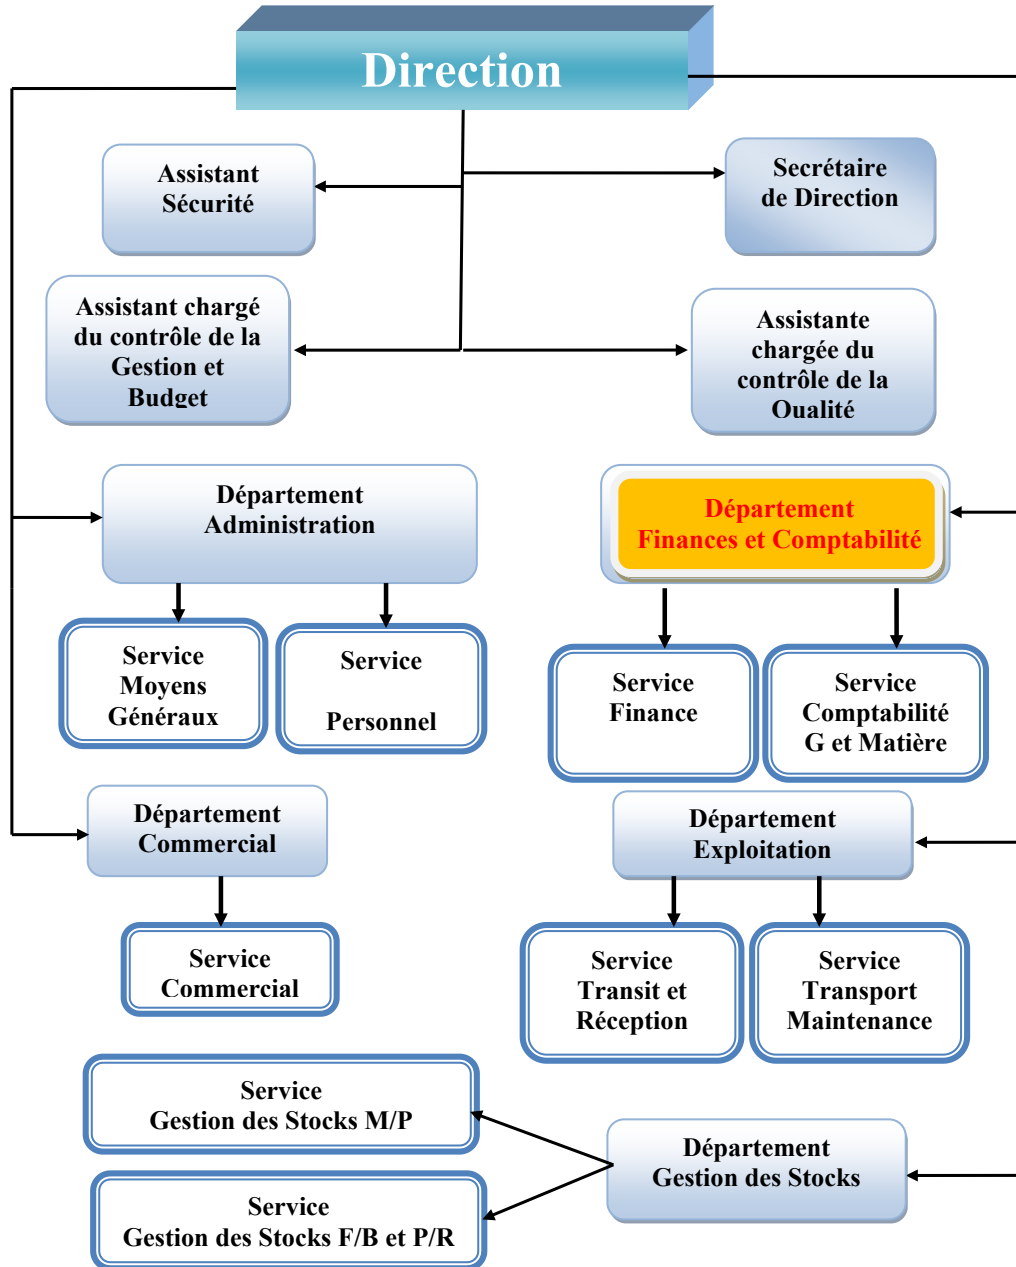 Direction
Assistant
Sécurité
Secrétaire
de Direction
Assistant chargé
du contrôle de la
Gestion et
Budget
Assistante
chargée du
contrôle de la
Qualité
Département
Administration
Département
Finances et Comptabilité
Service
Moyens
Généraux
Service
Personnel
Service
Finance
Service
Comptabilité
G et Matière
Département
Commercial
Département
Exploitation
Service
Commercial
Service
Transit et
Réception
Service
Transport
Maintenance
Service
Gestion des Stocks M/P
Département
Gestion des Stocks
Service
Gestion des Stocks F/B et P/R